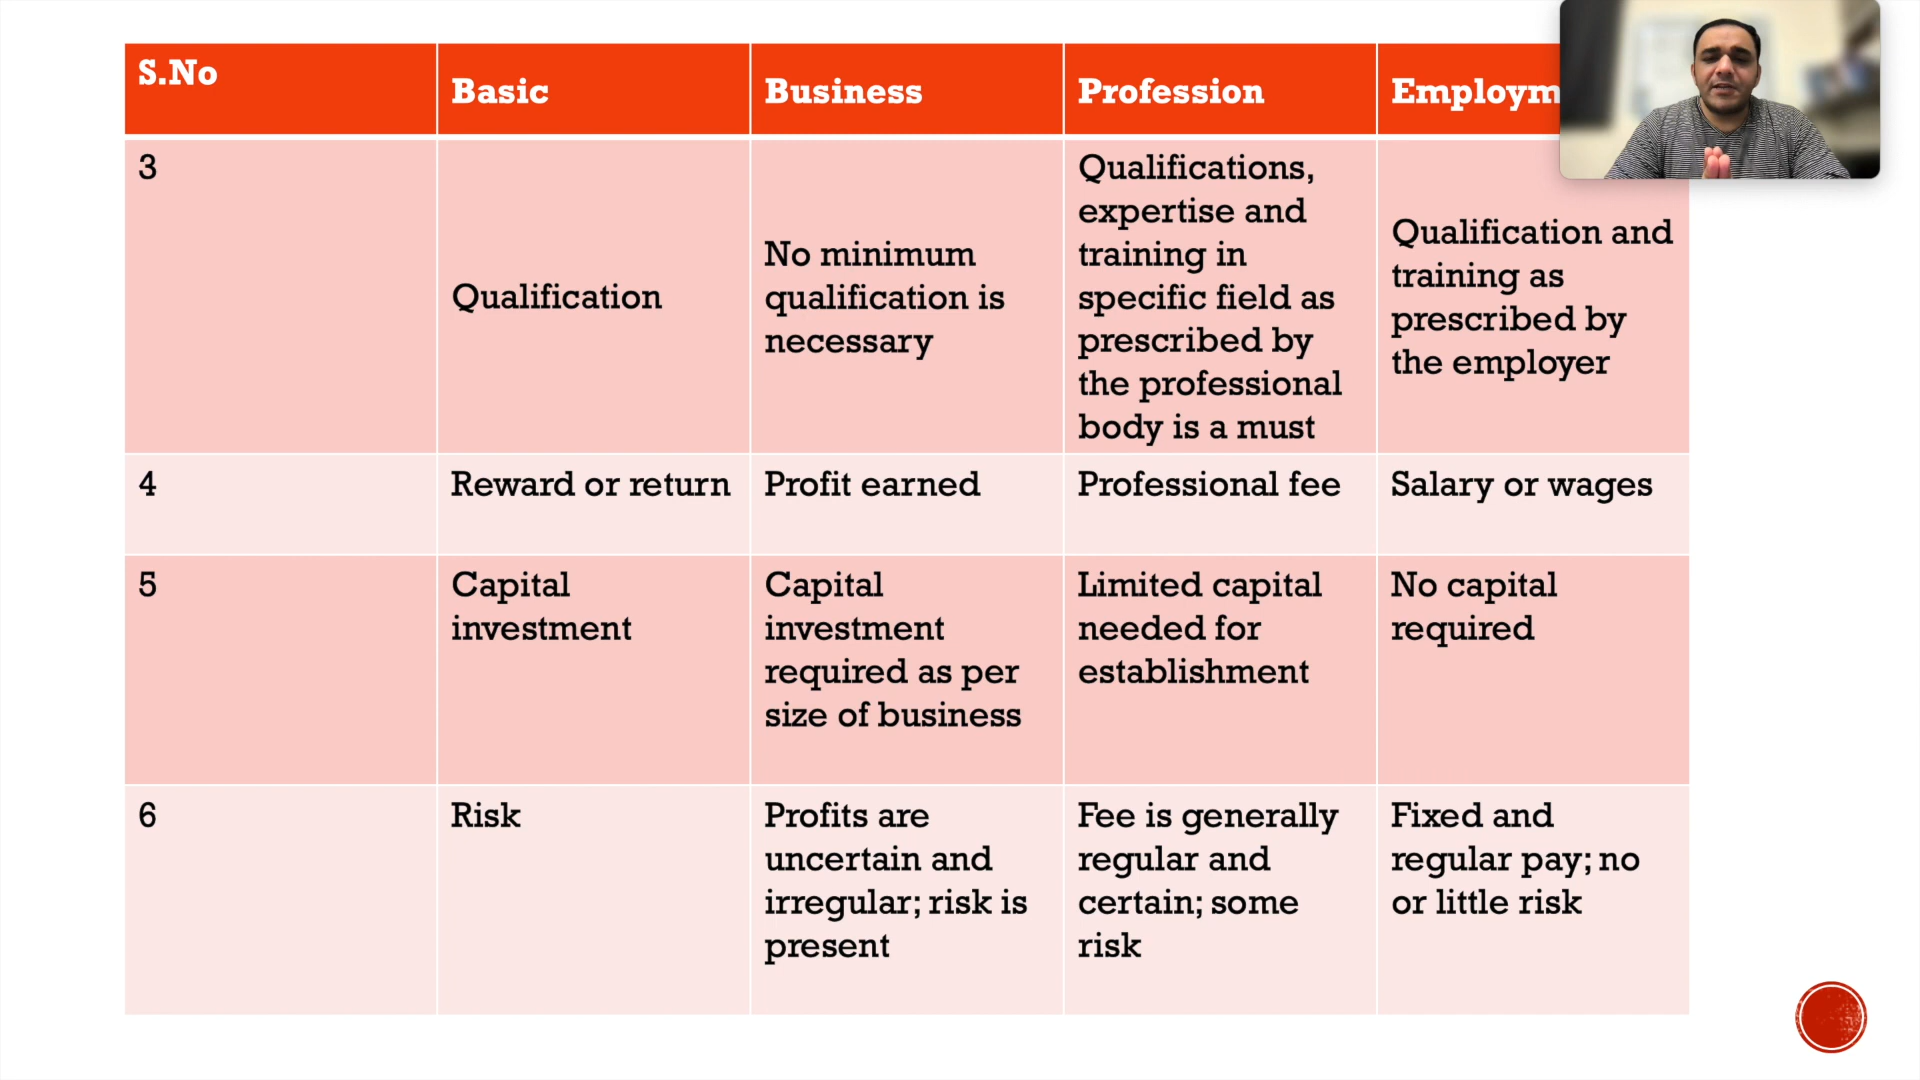 S.No
Basic
Business
Profession
Employm
3
Qualification
No minimum
qualification is
necessary
Qualifications,
expertise and
training in
specific field as
prescribed by
the professional
body is a must
Qualification and
training as
prescribed by
the employer
4
Reward or return
Profit earned
Professional fee
Salary or wages
5
Capital
investment
Capital
investment
required as per
size of business
Limited capital
needed for
establishment
No capital
required
6
Risk
Profits are
uncertain and
irregular; risk is
present
Fee is generally
regular and
certain; some
risk
Fixed and
regular pay; no
or little risk